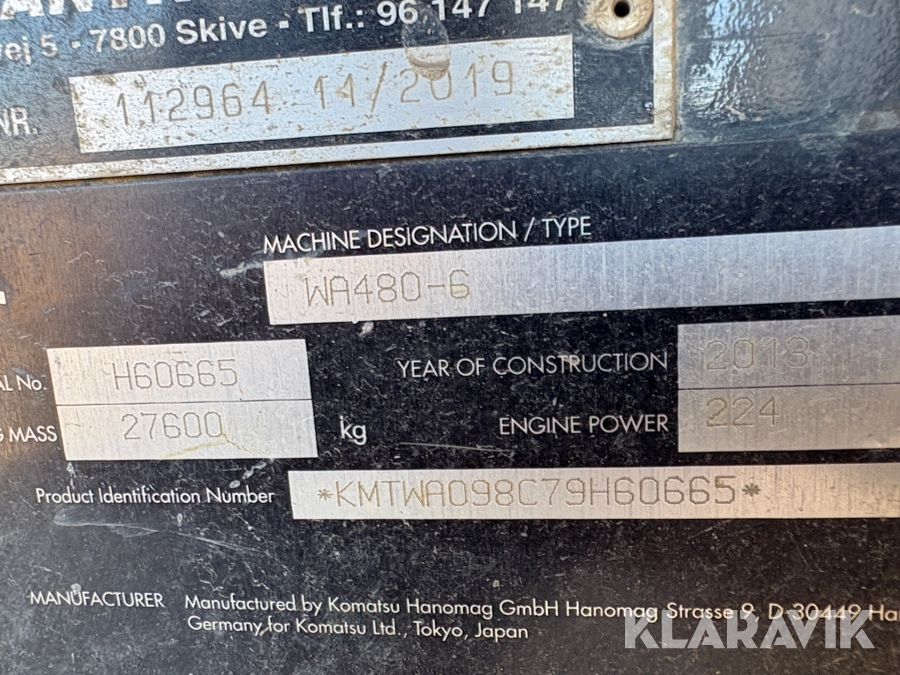 vej 5 - 7800 Skive - Tlf.: 96 147 147
NR. 112964 11/2019
MACHINE DESIGNATION / TYPE
WA480-6
AL No. H60665 YEAR OF CONSTRUCTION 2013
G MASS 27600 kg ENGINE POWER 224
Product Identification Number *KMTWA098C79H60665*
MANUFACTURER Manufactured by Komatsu Hanomag GmbH Hanomag Strasse 9, D-30449 Han
Germany, for Komatsu Ltd., Tokyo, Japan
KLARAVIK